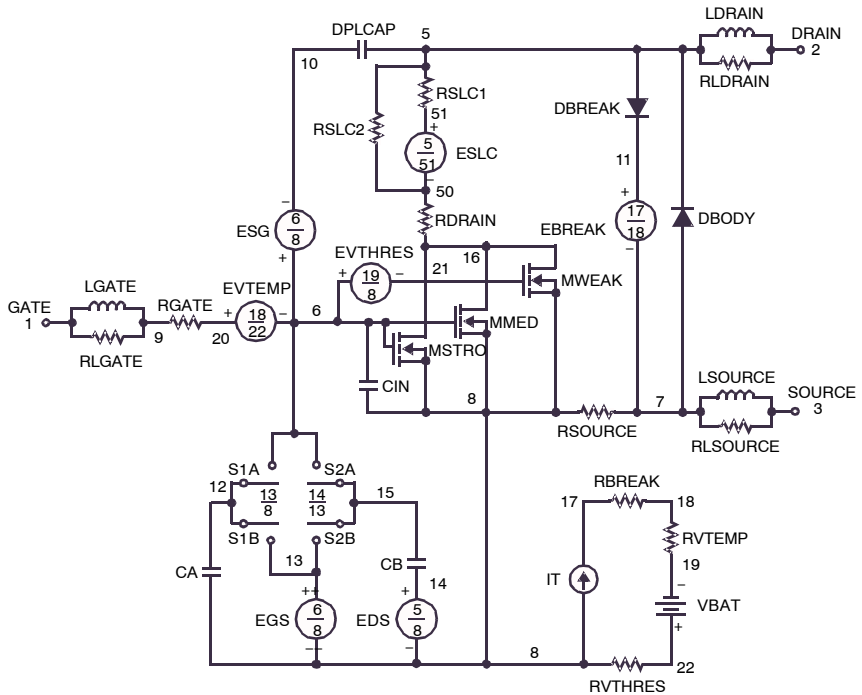 LDRAIN
DPLCAP 5 DRAIN
10 2
RLDRAIN
RSLC1
DBREAK
51
RSLC2 +
5
51
ESLC
11
−
50
− +
6
8
ESG
RDRAIN
17
18
EBREAK
DBODY
+ EVTHRES
16 −
+ 19
8
− 21
MWEAK
LGATE EVTEMP
GATE RGATE + 18
22
− 6
1 MMED
9 20
MSTRO
RLGATE
CIN LSOURCE
8 7 SOURCE
3
RSOURCE
RLSOURCE
S1A S2A
12 13
8
14
13
15
RBREAK
17 18
S1B S2B
RVTEMP
13 CB
CA 14 IT 19
−
++ + VBAT
EGS 6
8
EDS 5
8
+
−− −
8 22
RVTHRES